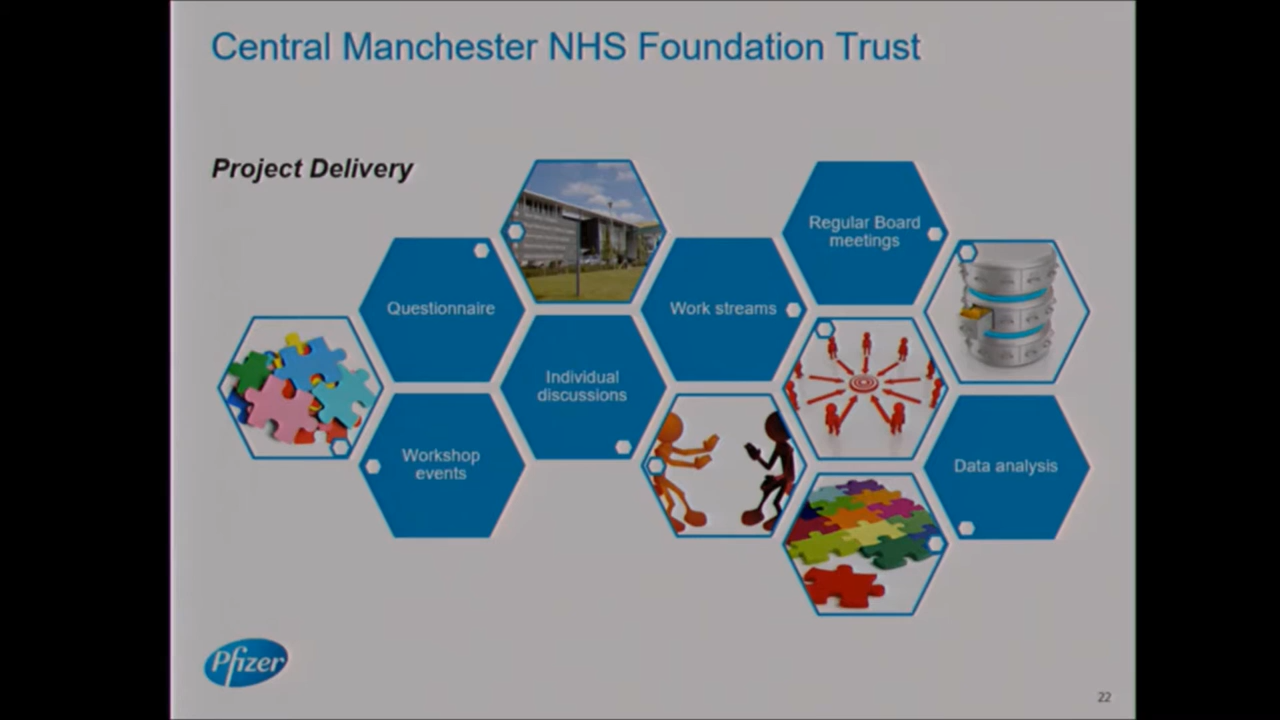 Central Manchester NHS Foundation Trust
Project Delivery
Regular Board
meetings
Questionnaire
Work streams
Individual
discussions
Workshop
events
Data analysis
Pfizer
22